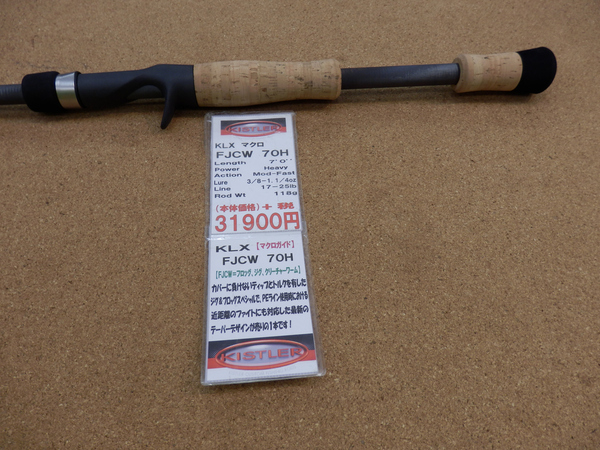 KISTLER
KLX マクロ
FJCW 70H
Length 7'0''
Power Heavy
Action Mod-Fast
Lure 3/8-1.1/4oz
Line 17-25lb
Rod Wt 118g
(本体価格)+税
31900円
KLX【マクロガイド】
FJCW 70H
【FJCW=フロッグ、ジグ、クリーチャーワーム】
カバーに負けないティップとトルクを有した
ジグ&フロッグスペシャルで、PEライン使用時における
近距離のファイトにも対応した最新の
テーパーデザインが売りの1本です!
KISTLER